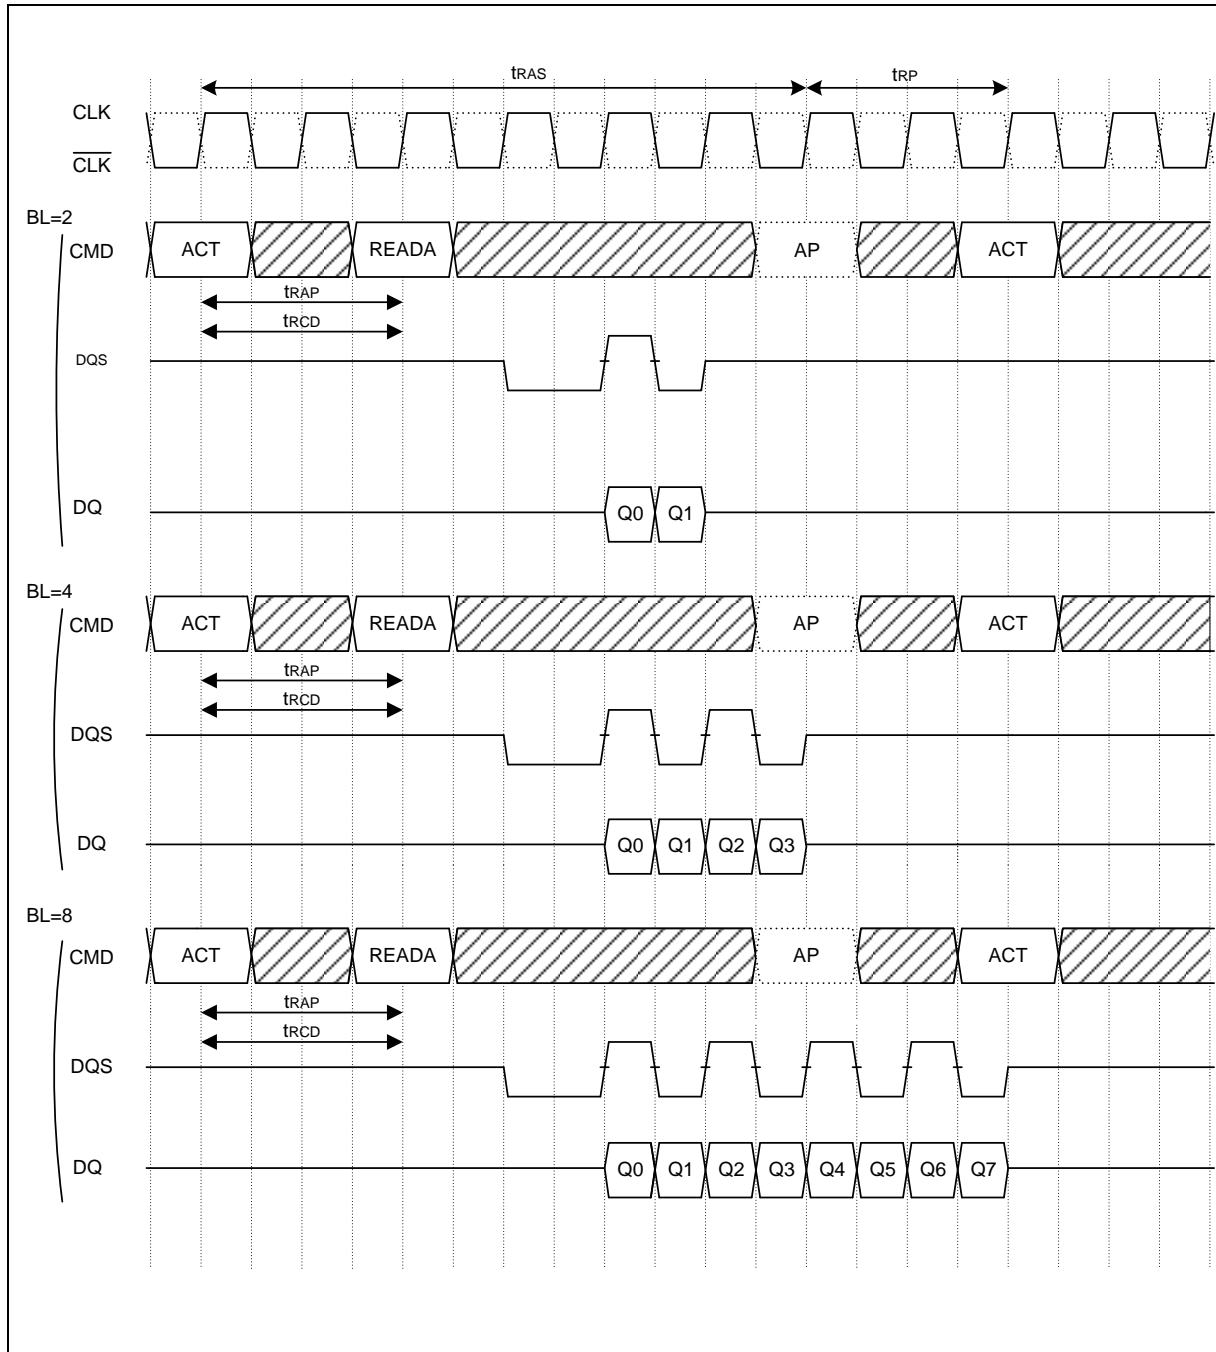 tRAS tRP
CLK
CLK
BL=2
CMD ACT READA AP ACT
tRAP
tRCD
DQS
DQ Q0 Q1
BL=4
CMD ACT READA AP ACT
tRAP
tRCD
DQS
DQ Q0 Q1 Q2 Q3
BL=8
CMD ACT READA AP ACT
tRAP
tRCD
DQS
DQ Q0 Q1 Q2 Q3 Q4 Q5 Q6 Q7